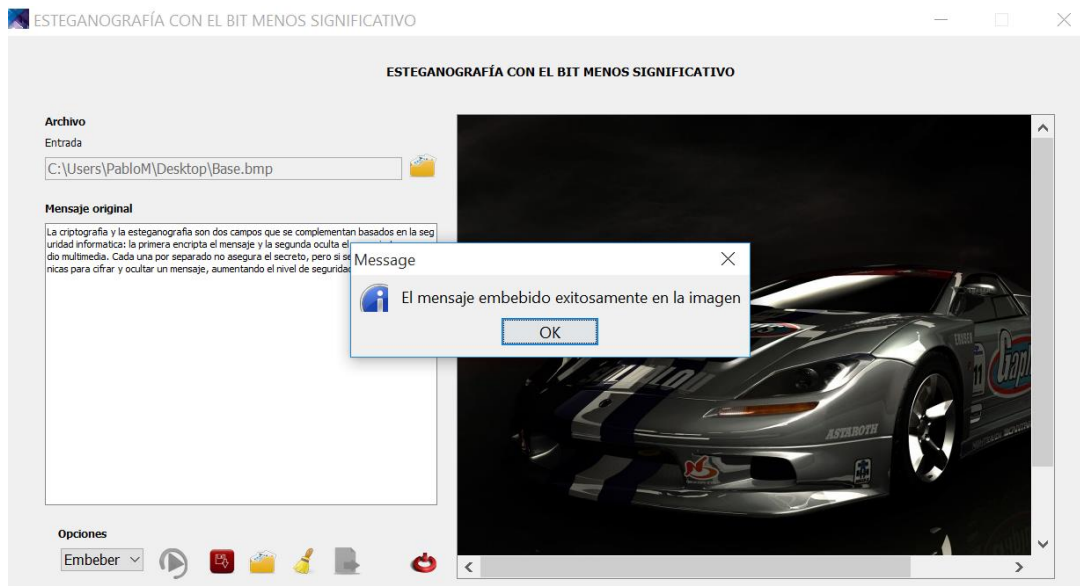 ESTEGANOGRAFÍA CON EL BIT MENOS SIGNIFICATIVO
ESTEGANOGRAFÍA CON EL BIT MENOS SIGNIFICATIVO
Archivo
Entrada
C:\Users\PabloM\Desktop\Base.bmp
Mensaje original
La criptografia y la esteganografia son dos campos que se complementan basados en la seg
uridad informatica: la primera encripta el mensaje y la segunda oculta el
dio multimedia. Cada una por separado no asegura el secreto, pero si se
nicas para cifrar y ocultar un mensaje, aumentando el nivel de seguridad
Message
El mensaje embebido exitosamente en la imagen
OK
11
ASTAROTH
Opciones
Embeber